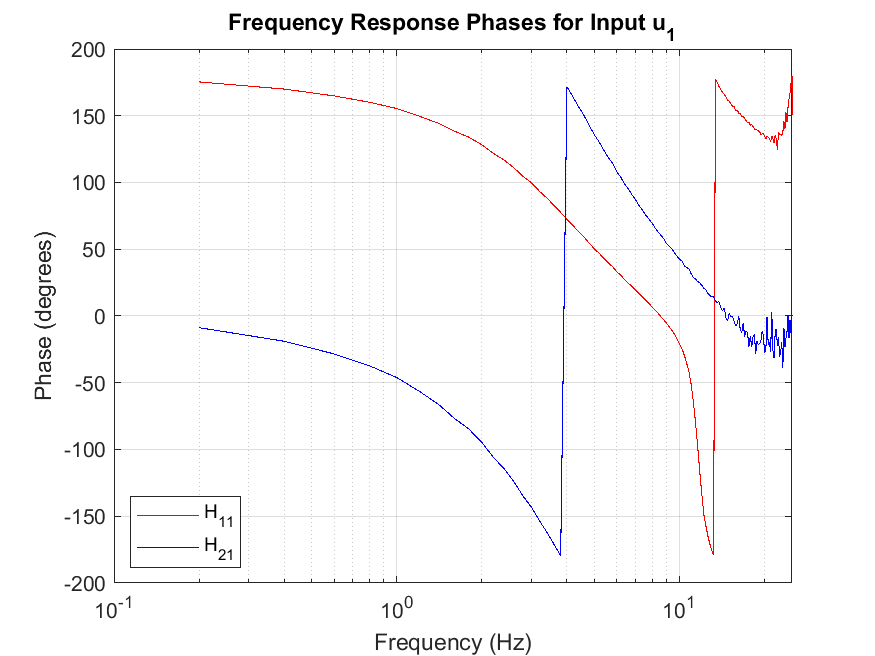 Frequency Response Phases for Input u1
200
150
100
50
0
-50
-100
-150
-200
Phase (degrees)
H11
H21
10-1
100
101
Frequency (Hz)